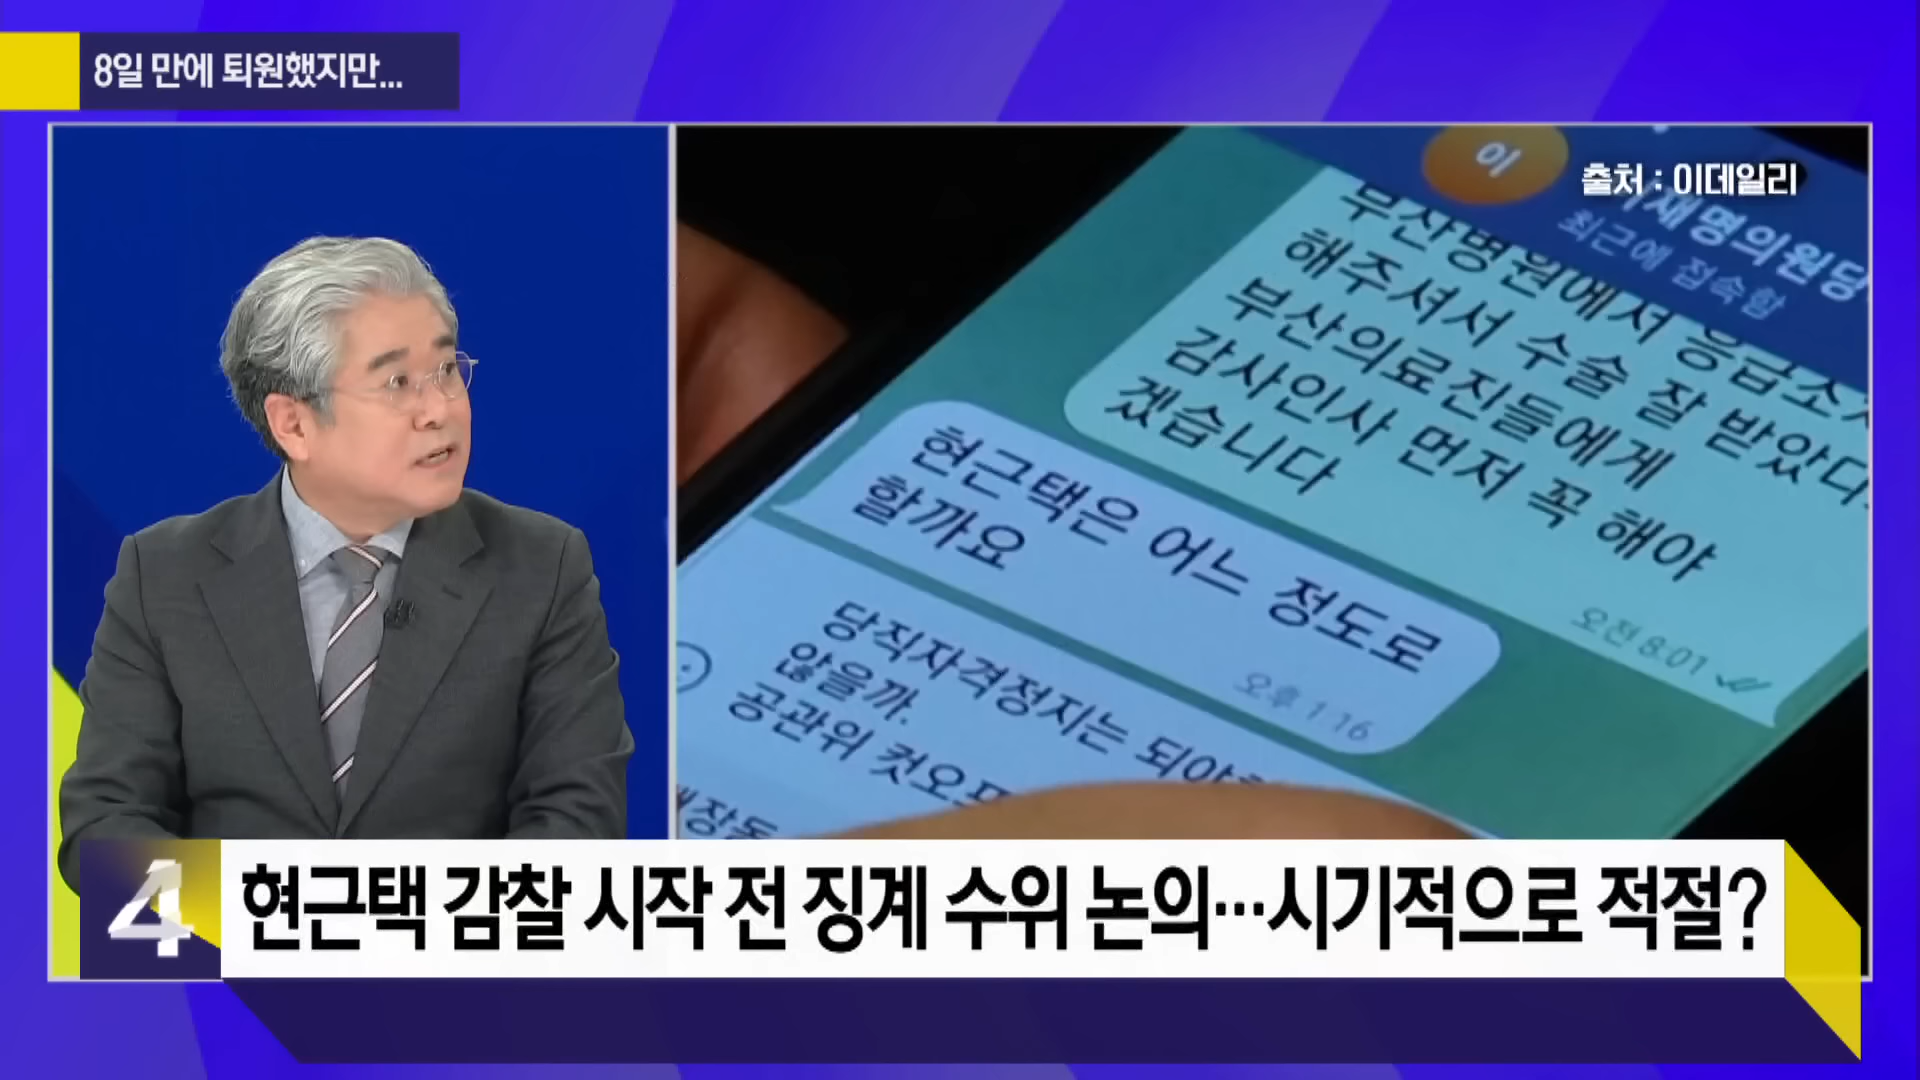 8일 만에 퇴원했지만...
출처 : 이데일리
이
재명의원당
최근에 접속함
부산병원에서 응급조
해주셔서 수술 잘 받았다
부산의료진들에게
감사인사 먼저 꼭 해야
겠습니다
오전 8:01
현근택은 어느 정도로
할까요
오후 1:16
당직자격정지는 되야
않을까.
공관위 컷오프
4
현근택 감찰 시작 전 징계 수위 논의…시기적으로 적절?